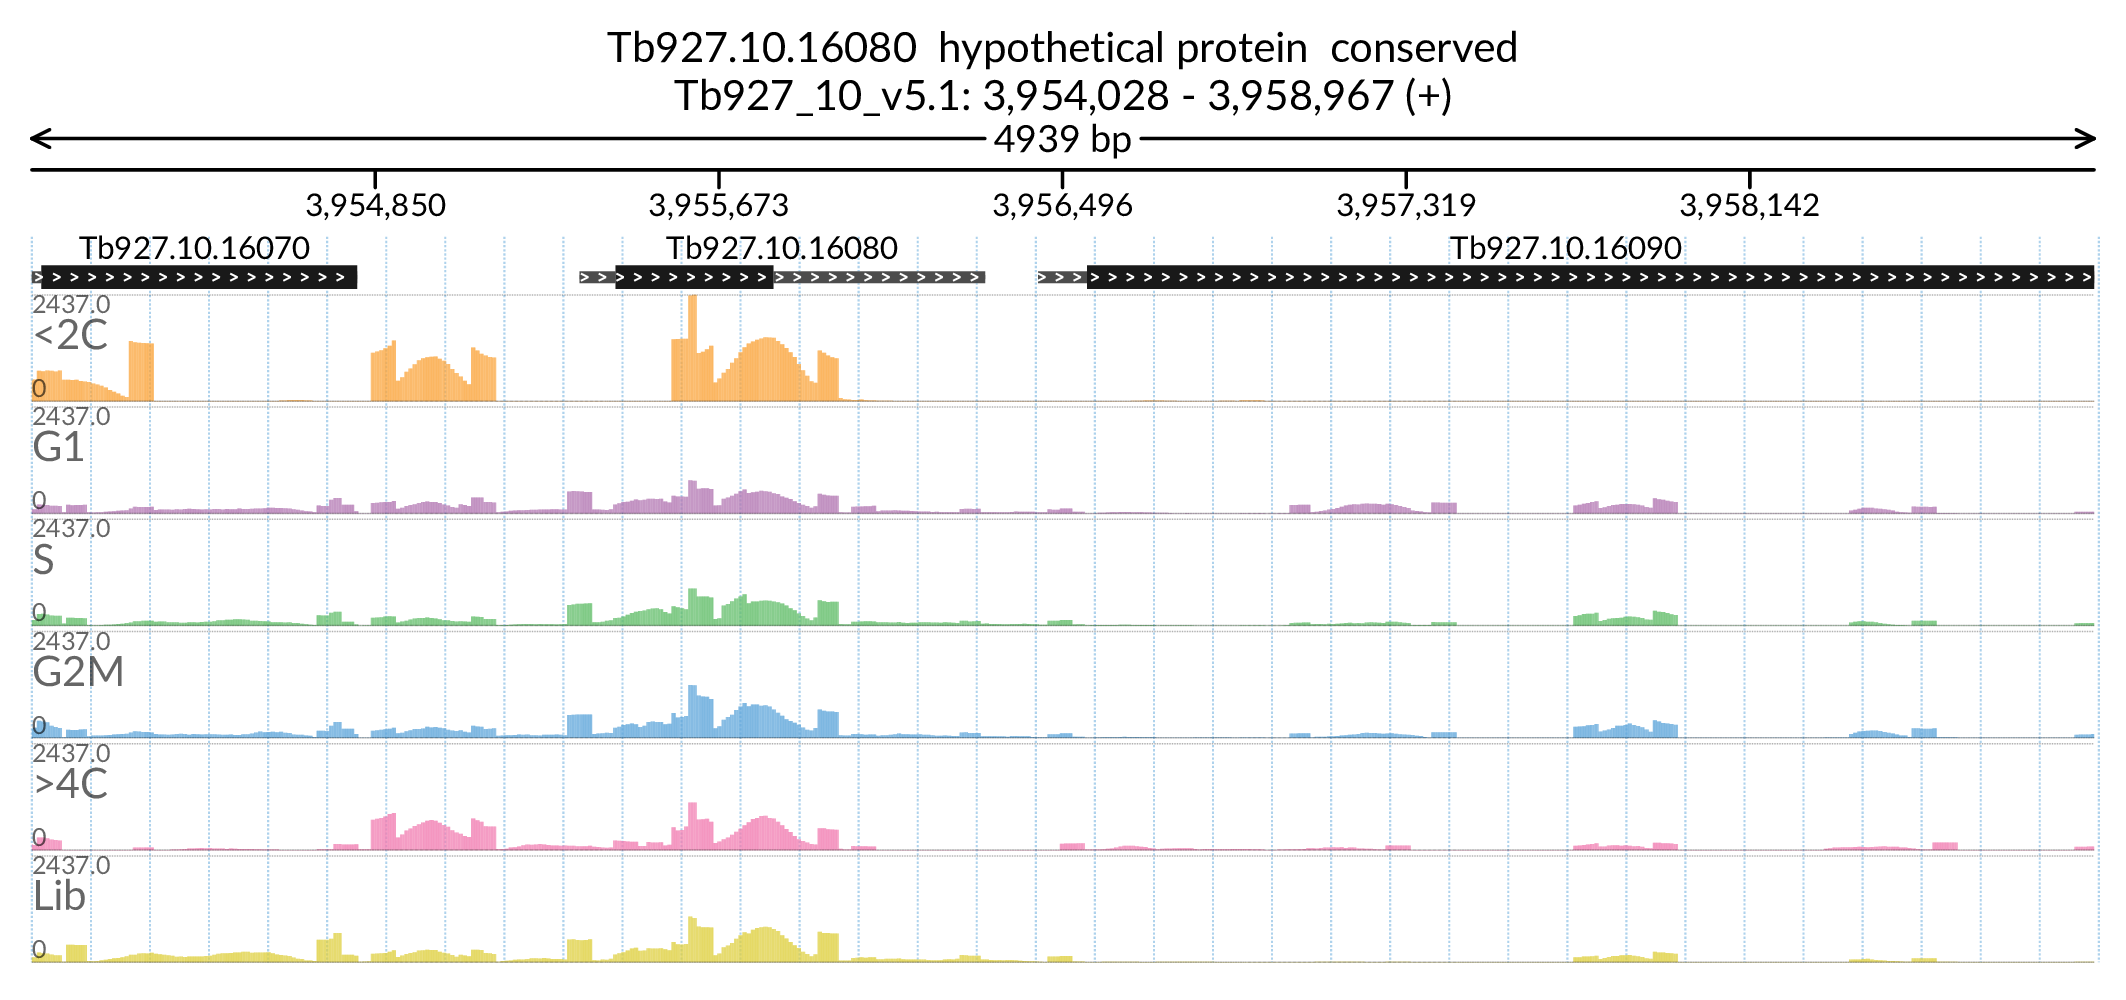 Tb927.10.16080 hypothetical protein conserved
Tb927_10_v5.1: 3,954,028 - 3,958,967 (+)
4939 bp
3,954,850 3,955,673 3,956,496 3,957,319 3,958,142
Tb927.10.16070 Tb927.10.16080 Tb927.10.16090
2437.0
<2C
0
2437.0
G1
0
2437.0
S
0
2437.0
G2M
0
2437.0
>4C
0
2437.0
Lib
0